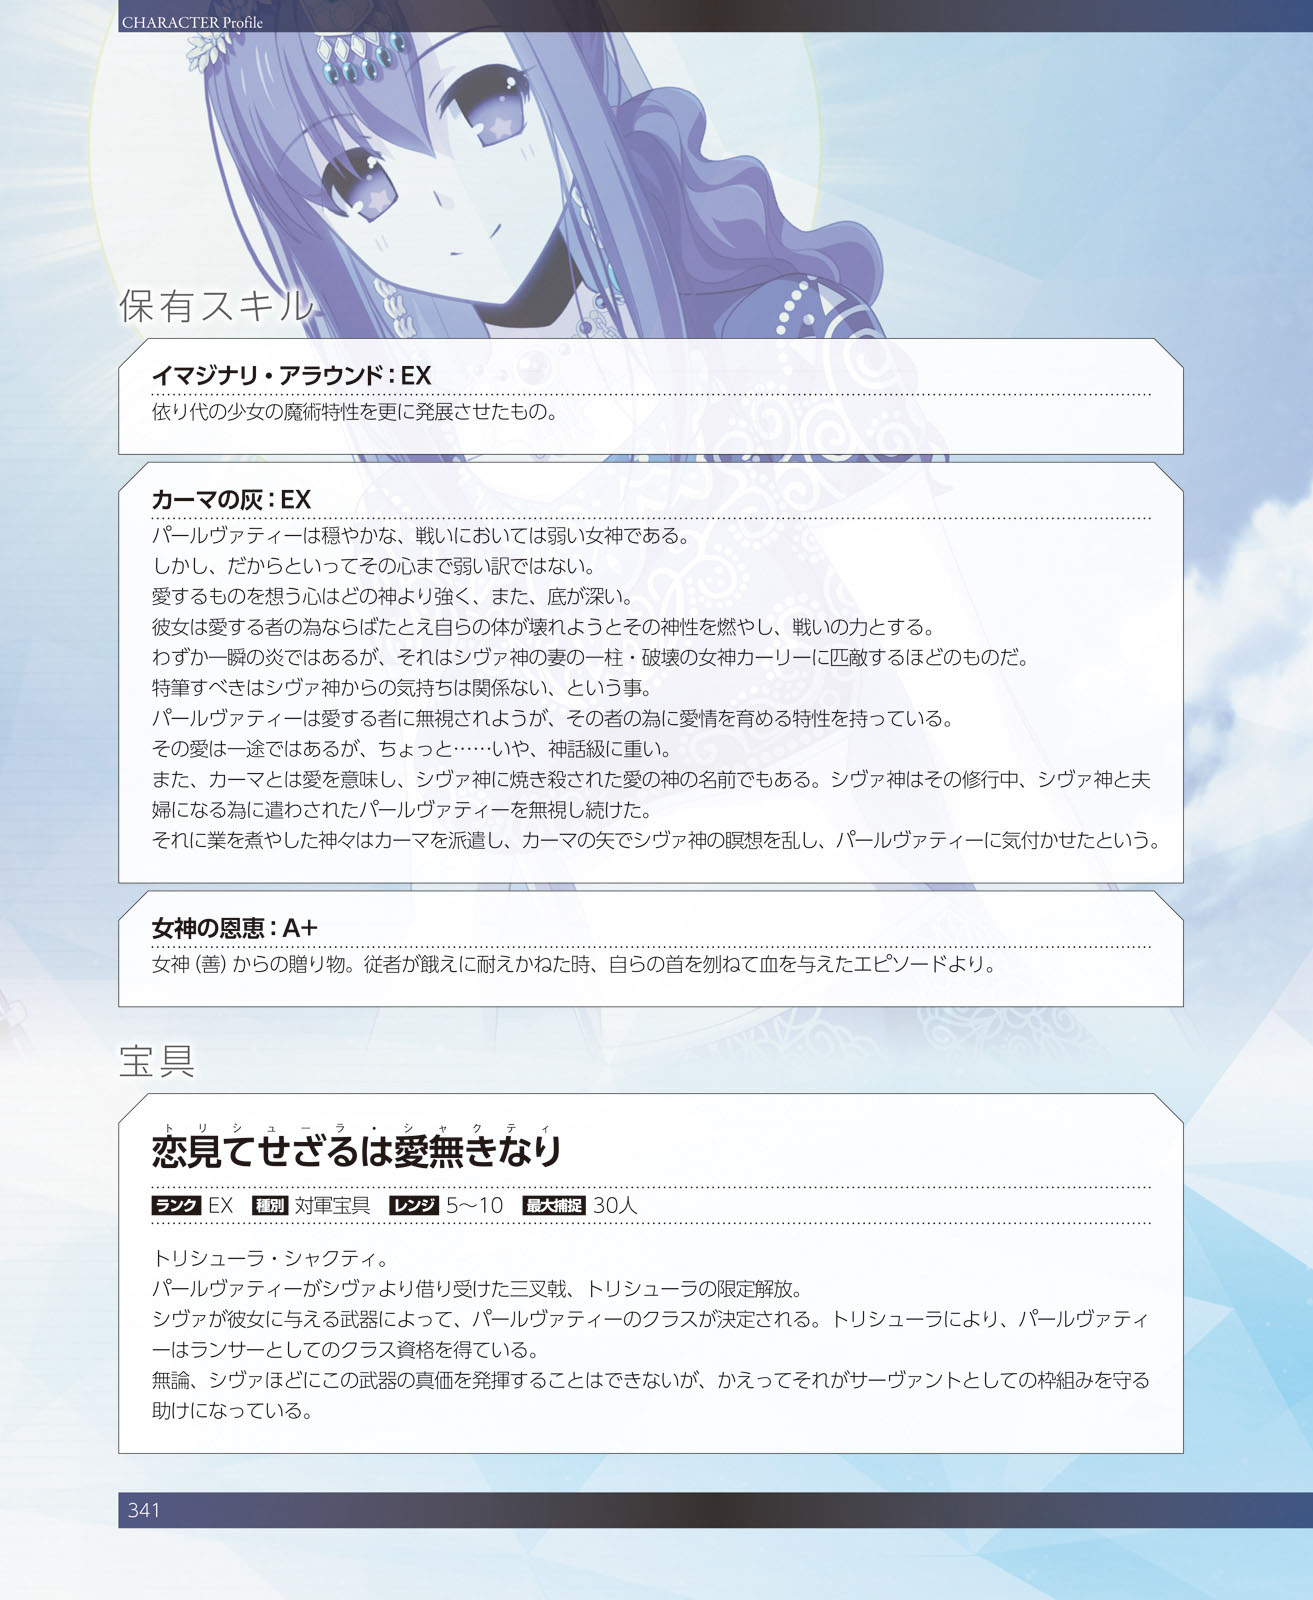 CHARACTER Profile
保有スキル
イマジナリ・アラウンド：EX
依り代の少女の魔術特性を更に発展させたもの。
カーマの灰：EX
パールヴァティーは穏やかな、戦いにおいては弱い女神である。
しかし、だからといってその心まで弱い訳ではない。
愛するものを想う心はどの神より強く、また、底が深い。
彼女は愛する者の為ならばたとえ自らの体が壊れようとその神性を燃やし、戦いの力とする。
わずか一瞬の炎ではあるが、それはシヴァ神の妻の一柱・破壊の女神カーリーに匹敵するほどのものだ。
特筆すべきはシヴァ神からの気持ちは関係ない、という事。
パールヴァティーは愛する者に無視されようが、その者の為に愛情を育める特性を持っている。
その愛は一途ではあるが、ちょっと……いや、神話級に重い。
また、カーマとは愛を意味し、シヴァ神に焼き殺された愛の神の名前でもある。シヴァ神はその修行中、シヴァ神と夫
婦になる為に遣わされたパールヴァティーを無視し続けた。
それに業を煮やした神々はカーマを派遣し、カーマの矢でシヴァ神の瞑想を乱し、パールヴァティーに気付かせたという。
女神の恩恵：A+
女神（善）からの贈り物。従者が餓えに耐えかねた時、自らの首を刎ねて血を与えたエピソードより。
宝具
トリシューラ・シャクティ
恋見てせざるは愛無きなり
ランク EX 種別 対軍宝具 レンジ 5～10 最大捕捉 30人
トリシューラ・シャクティ。
パールヴァティーがシヴァより借り受けた三叉戟、トリシューラの限定解放。
シヴァが彼女に与える武器によって、パールヴァティーのクラスが決定される。トリシューラにより、パールヴァティ
ーはランサーとしてのクラス資格を得ている。
無論、シヴァほどにこの武器の真価を発揮することはできないが、かえってそれがサーヴァントとしての枠組みを守る
助けになっている。
341